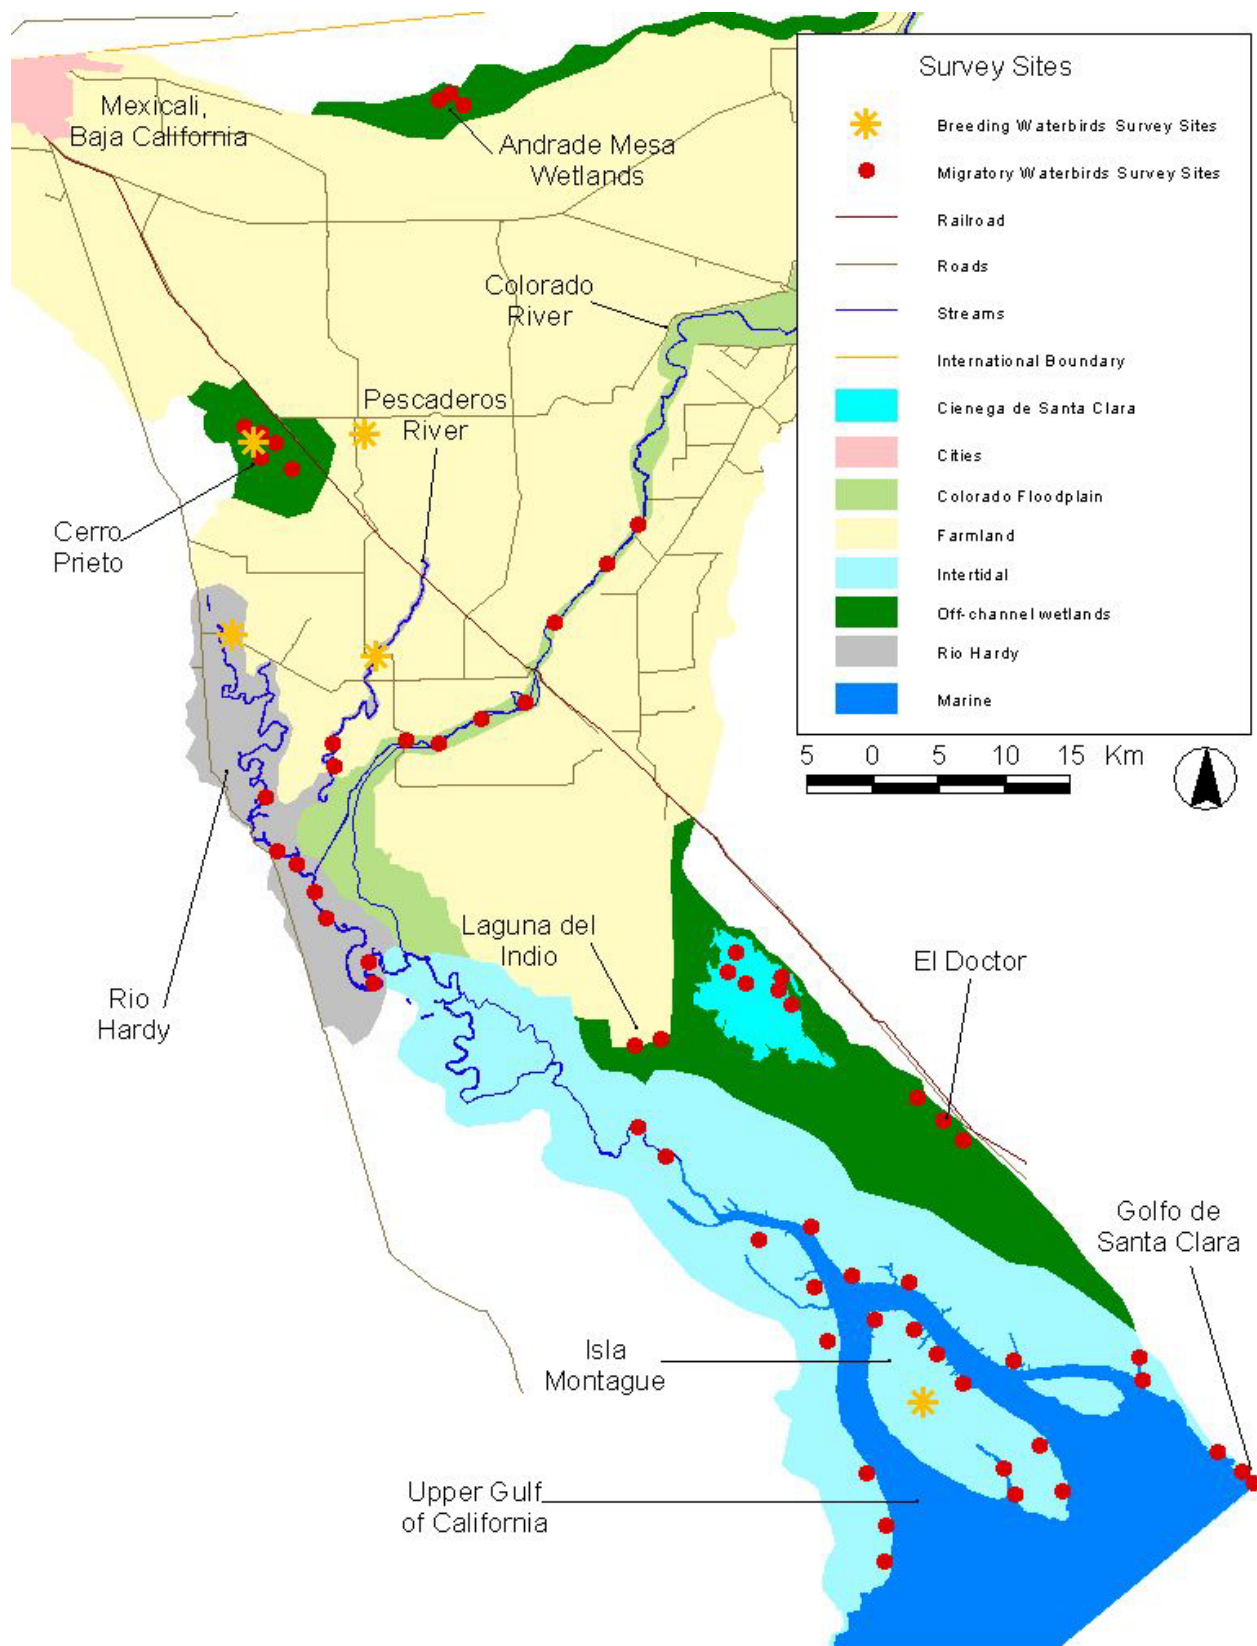 Survey Sites
Breeding Waterbirds Survey Sites
Migratory Waterbirds Survey Sites
Railroad
Roads
Streams
International Boundary
Cienega de Santa Clara
Cities
Colorado Floodplain
Farmland
Intertidal
Off-channel wetlands
Rio Hardy
Marine
5 0 5 10 15 Km
Mexicali,
Baja California
Andrade Mesa
Wetlands
Colorado
River
Pescaderos
River
Cerro
Prieto
Laguna del
Indio
El Doctor
Rio
Hardy
Golfo de
Santa Clara
Isla
Montague
Upper Gulf
of California